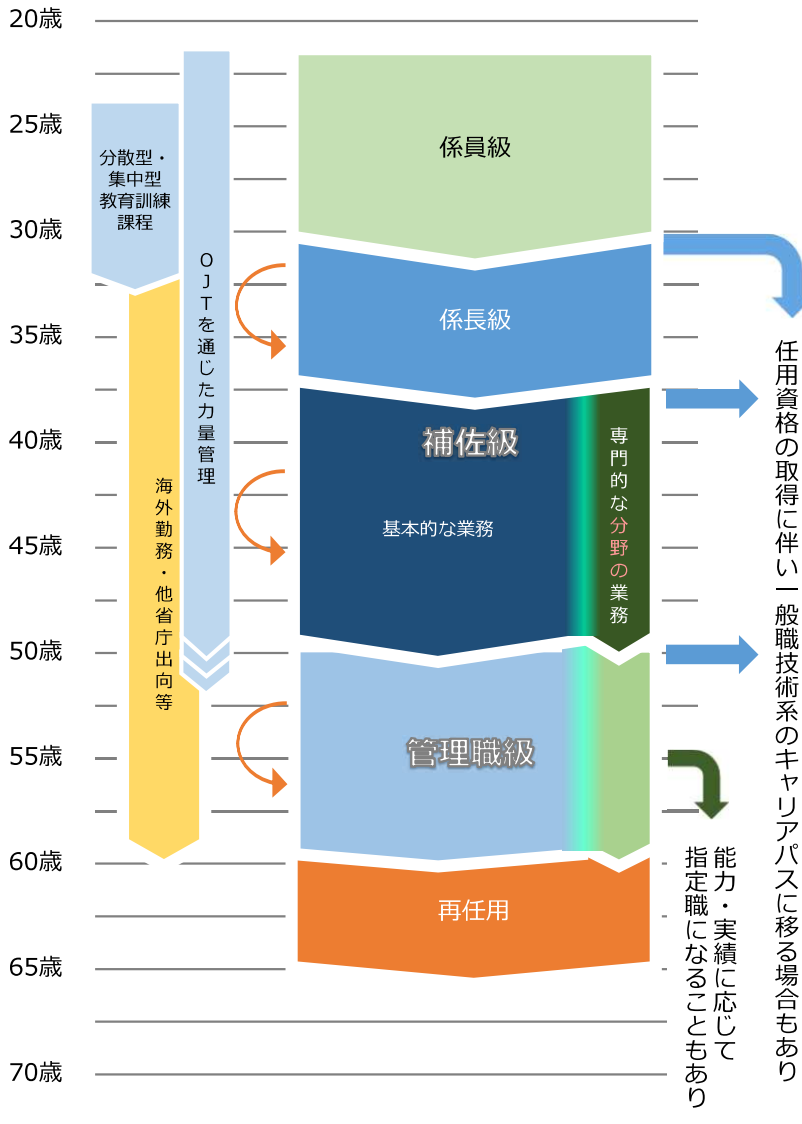 20歳
25歳
30歳
35歳
40歳
45歳
50歳
55歳
60歳
65歳
70歳
分散型・
集中型
教育訓練
課程
OJTを通じた力量管理
海外勤務・他省庁出向等
係員級
係長級
補佐級
基本的な業務
専門的な分野の業務
管理職級
再任用
任用資格の取得に伴い一般職技術系のキャリアパスに移る場合もあり
能力・実績に応じて
指定職になることもあり